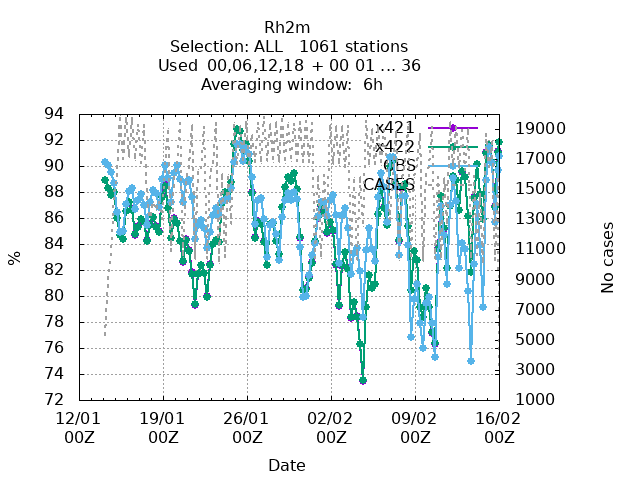 Rh2m
Selection: ALL   1061 stations
Used  00,06,12,18  + 00 01 ... 36
Averaging window:  6h
94
92
90
88
86
84
82
80
78
76
74
72
%
19000
17000
15000
13000
11000
9000
7000
5000
3000
1000
No cases
x421
x422
OBS
CASES
12/01 00Z
19/01 00Z
26/01 00Z
02/02 00Z
09/02 00Z
16/02 00Z
Date